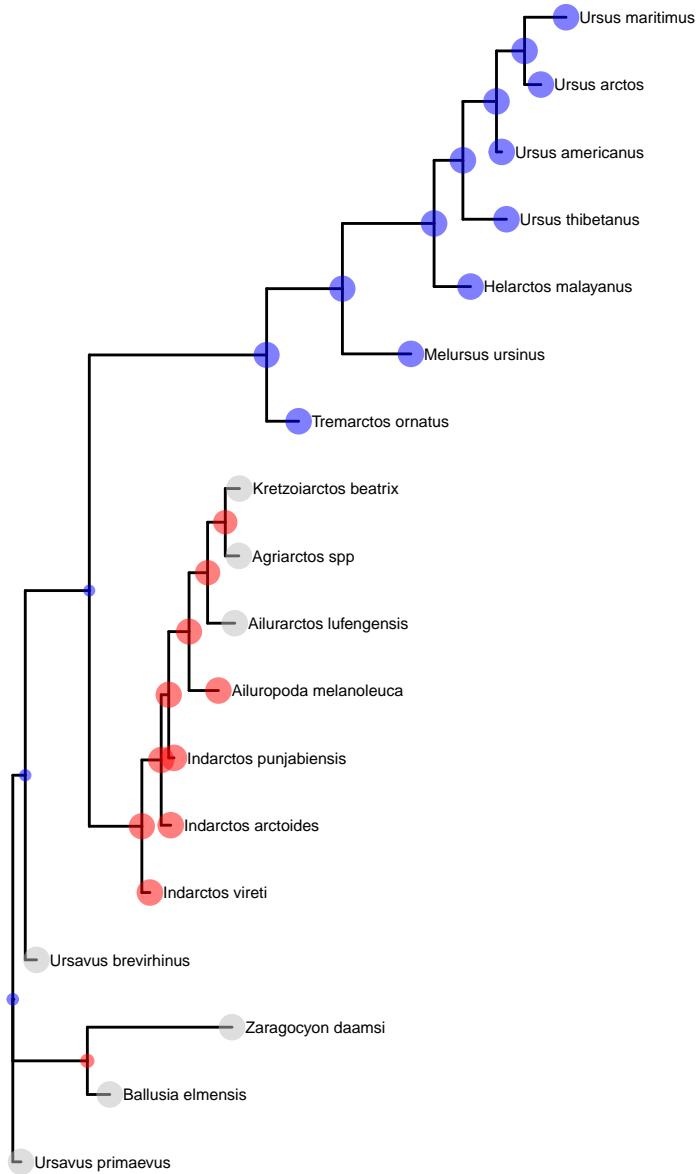 Ursus maritimus
Ursus arctos
Ursus americanus
Ursus thibetanus
Helarctos malayanus
Melursus ursinus
Tremarctos ornatus
Kretzoiarctos beatrix
Agriarctos spp
Ailurarctos lufengensis
Ailuropoda melanoleuca
Indarctos punjabiensis
Indarctos arctoides
Indarctos vireti
Ursavus brevirhinus
Zaragocyon daamsi
Ballusia elmensis
Ursavus primaevus